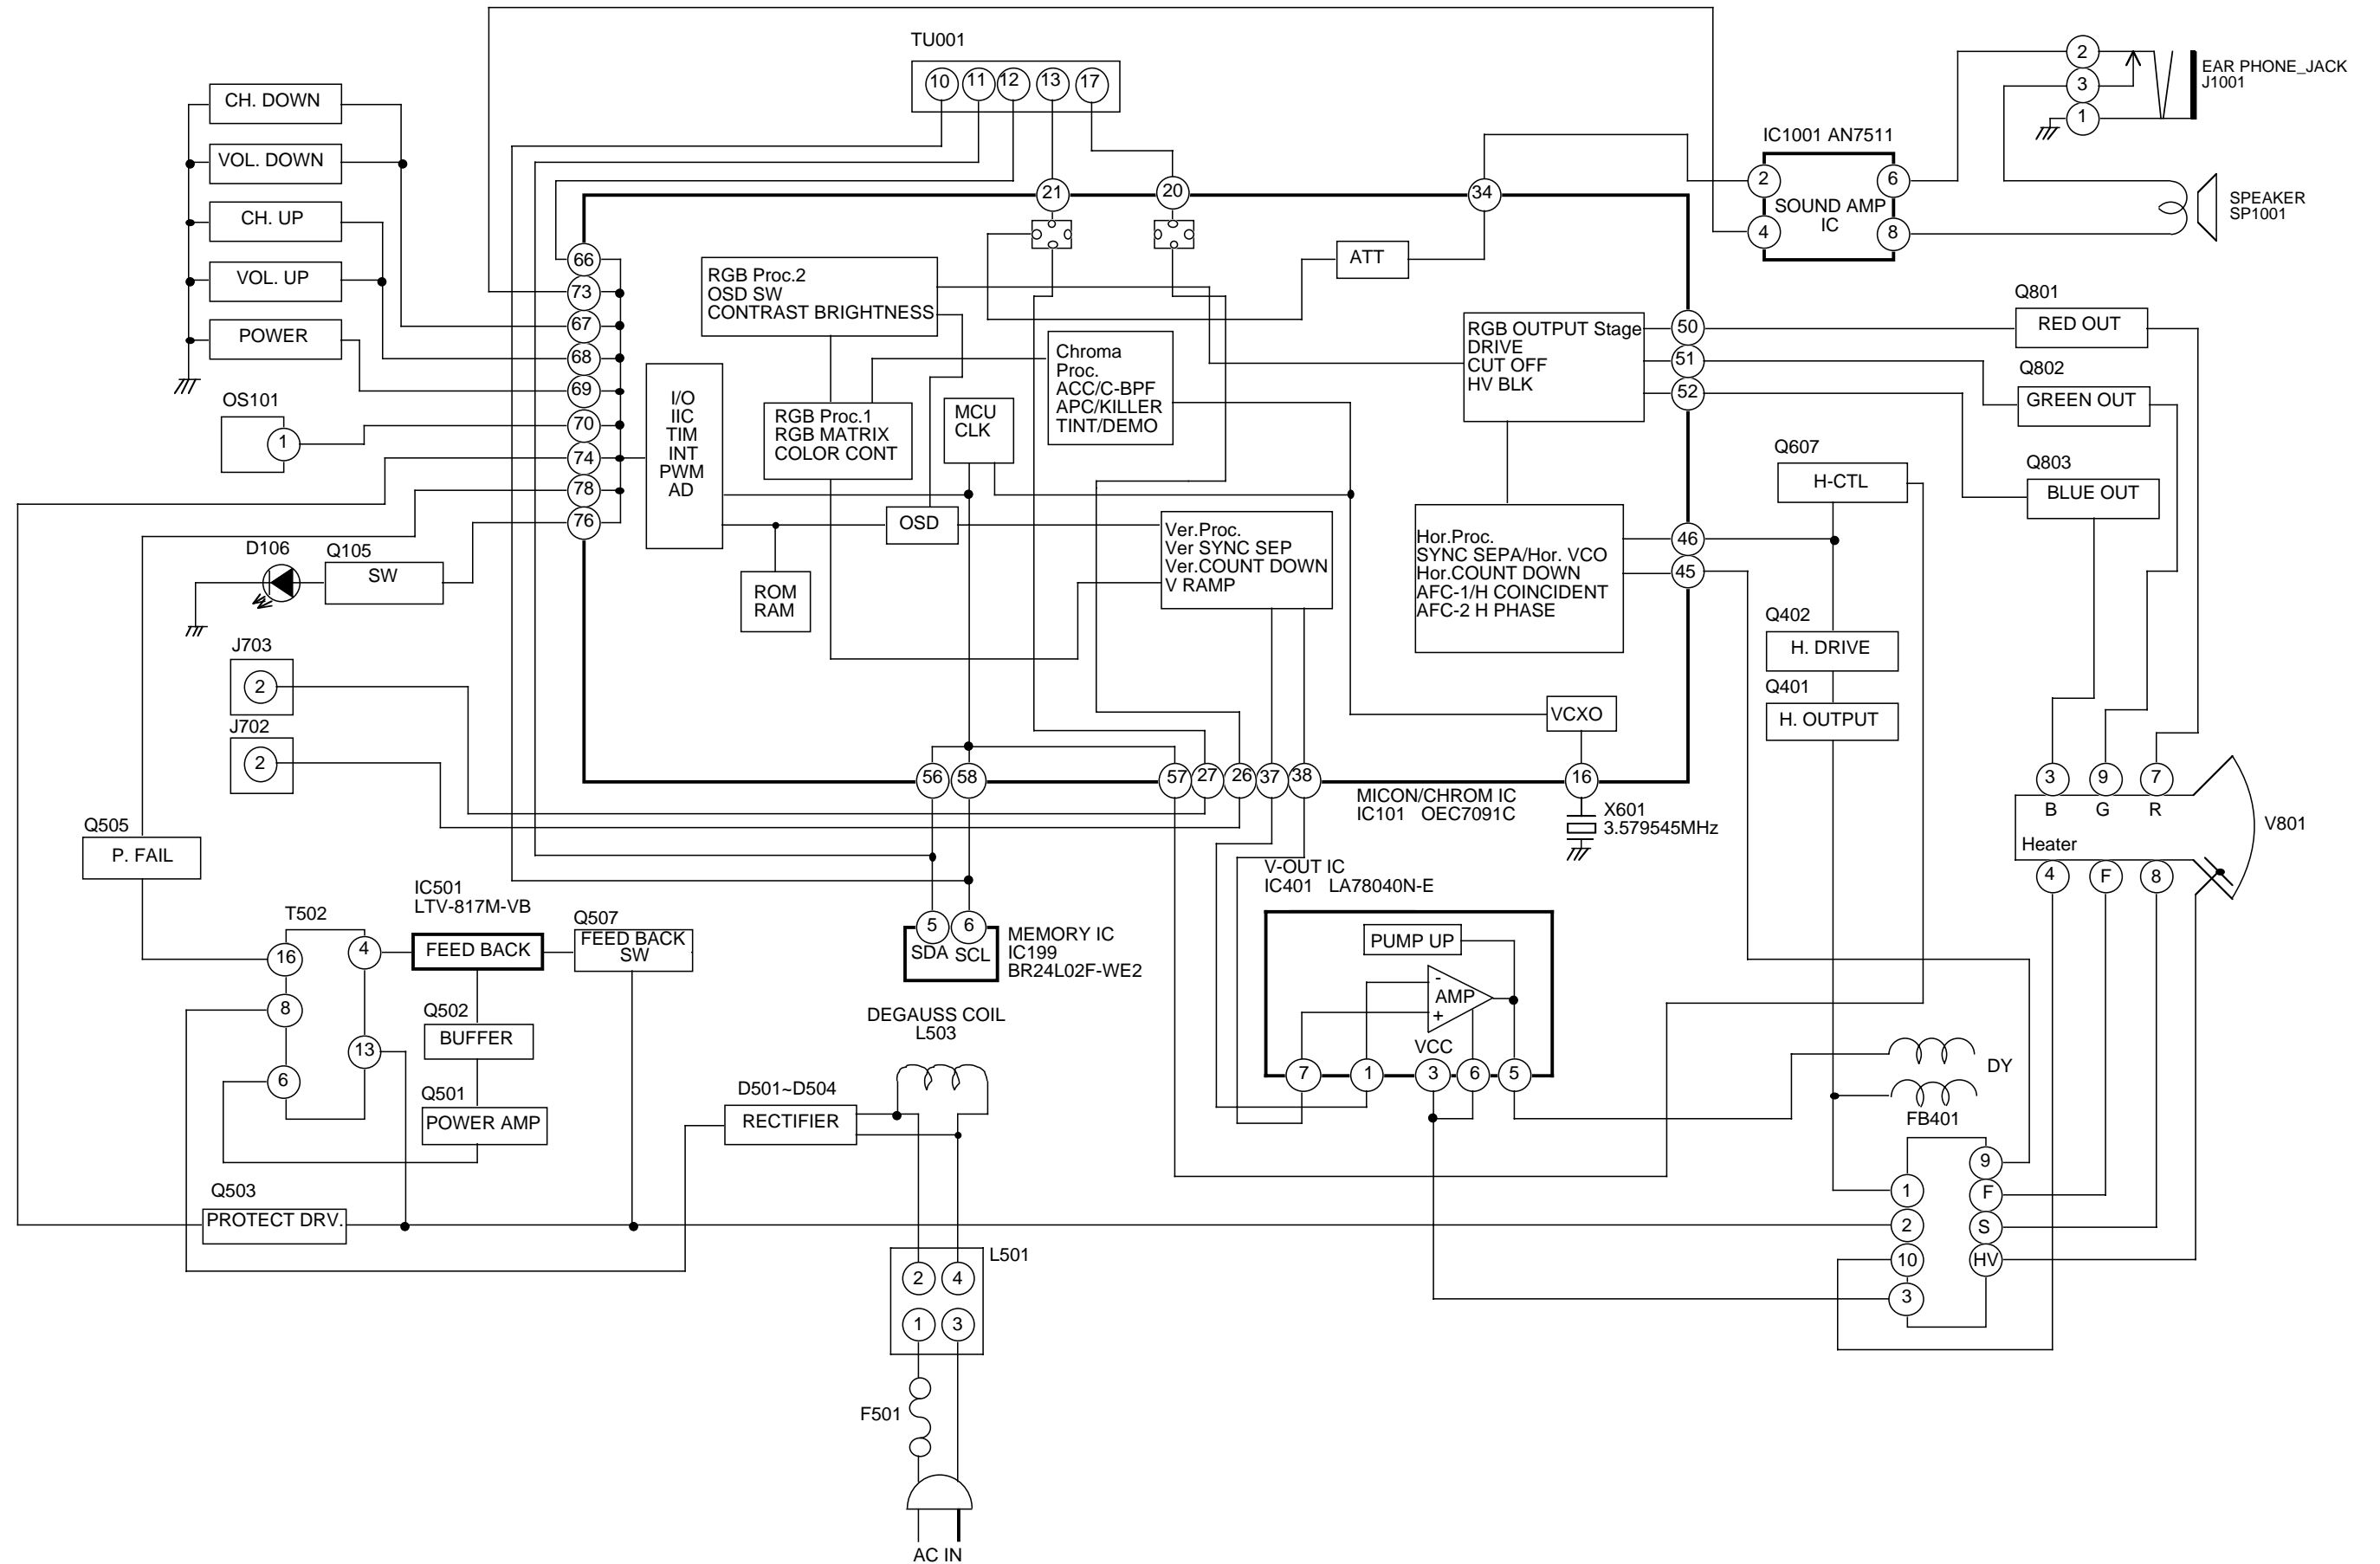 TU001
10 11 12 13 17
CH. DOWN
VOL. DOWN
CH. UP
VOL. UP
POWER
OS101
1
21
20
34
66
73
67
68
69
70
74
78
76
RGB Proc.2
OSD SW
CONTRAST BRIGHTNESS
ATT
I/O
IIC
TIM
INT
PWM
AD
RGB Proc.1
RGB MATRIX
COLOR CONT
MCU
CLK
Chroma
Proc.
ACC/C-BPF
APC/KILLER
TINT/DEMO
RGB OUTPUT Stage
DRIVE
CUT OFF
HV BLK
50
51
52
OSD
ROM
RAM
Ver.Proc.
Ver SYNC SEP
Ver.COUNT DOWN
V RAMP
Hor.Proc.
SYNC SEPA/Hor. VCO
Hor.COUNT DOWN
AFC-1/H COINCIDENT
AFC-2 H PHASE
46
45
VCXO
56 58 57 27 26 37 38 16
MICON/CHROM IC
IC101 OEC7091C
X601
3.579545MHz
IC1001 AN7511
2
6
SOUND AMP
IC
4
8
2
3
1
EAR PHONE_JACK
J1001
SPEAKER
SP1001
Q801
RED OUT
Q802
GREEN OUT
Q803
BLUE OUT
Q607
H-CTL
Q402
H. DRIVE
Q401
H. OUTPUT
3 9 7
B G R
V801
Heater
4 F 8
D106
Q105
SW
J703
2
J702
2
Q505
P. FAIL
T502
16
4
8
13
6
IC501
LTV-817M-VB
FEED BACK
Q507
FEED BACK
SW
Q502
BUFFER
Q501
POWER AMP
Q503
PROTECT DRV.
5 6
SDA SCL
MEMORY IC
IC199
BR24L02F-WE2
DEGAUSS COIL
L503
D501~D504
RECTIFIER
L501
2 4
1 3
F501
AC IN
V-OUT IC
IC401 LA78040N-E
PUMP UP
-
AMP
+
VCC
7 1 3 6 5
DY
FB401
9
1
F
2
S
10
HV
3